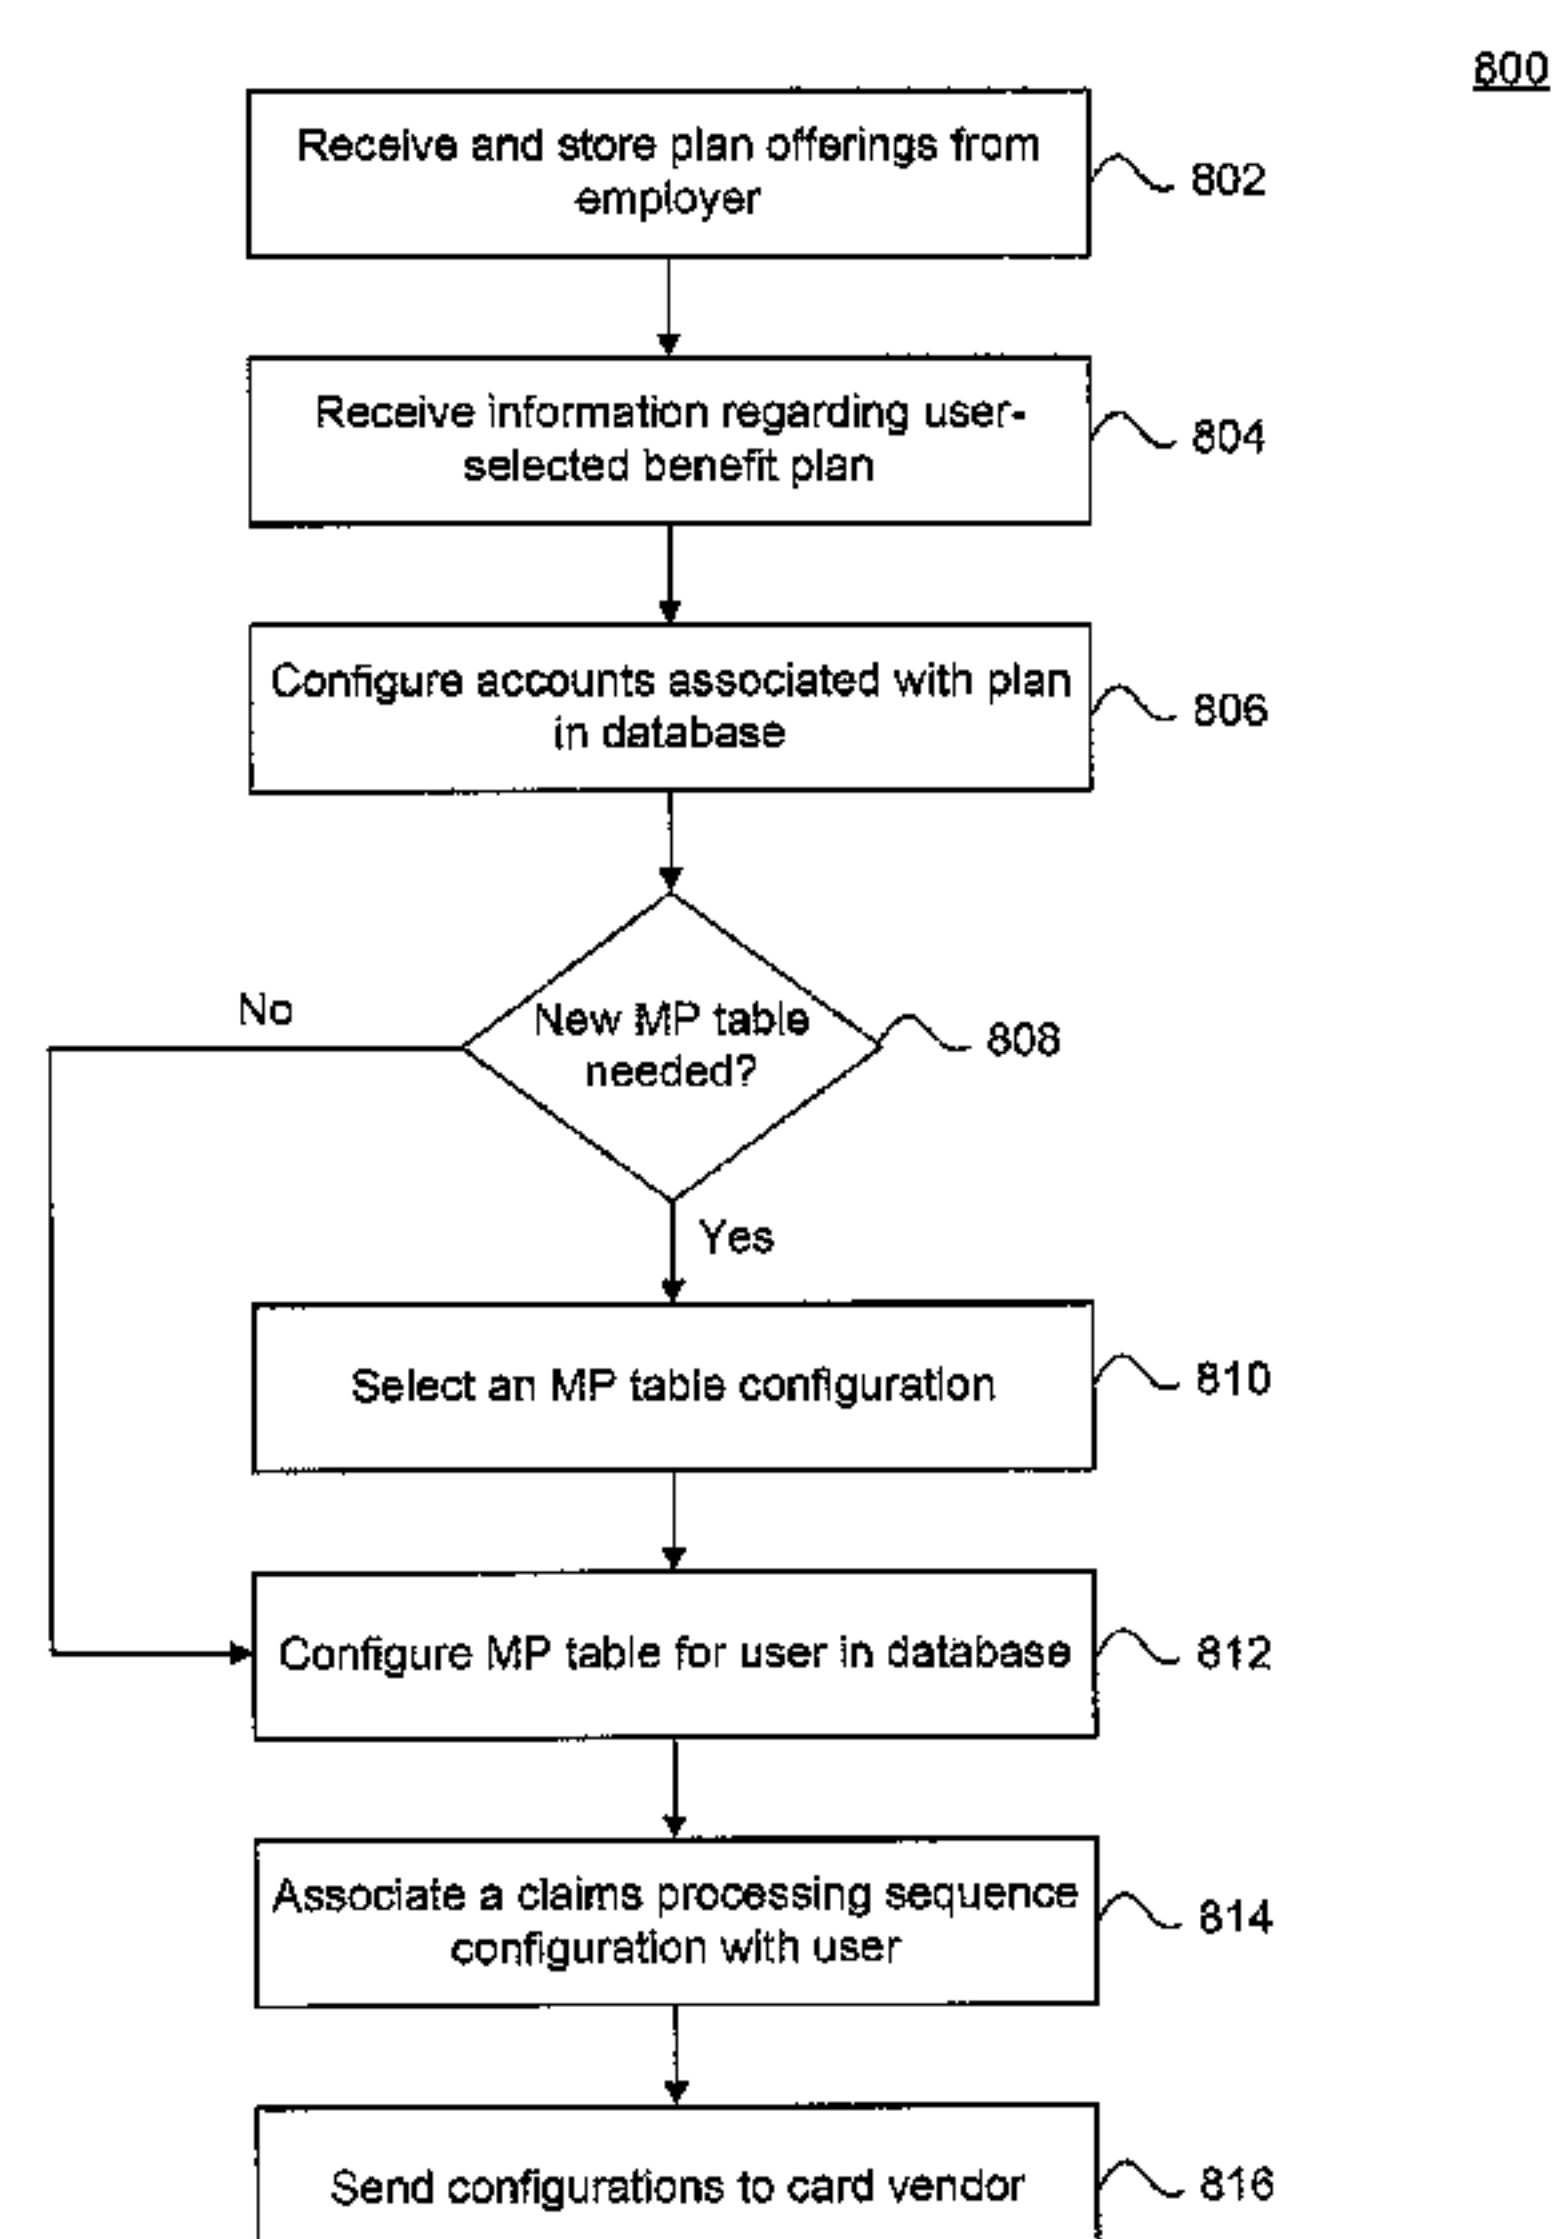 800
Receive and store plan offerings from
employer
802
Receive information regarding user-
selected benefit plan
804
Configure accounts associated with plan
in database
806
New MP table
needed?
808
No
Yes
Select an MP table configuration
810
Configure MP table for user in database
812
Associate a claims processing sequence
configuration with user
814
Send configurations to card vendor
816